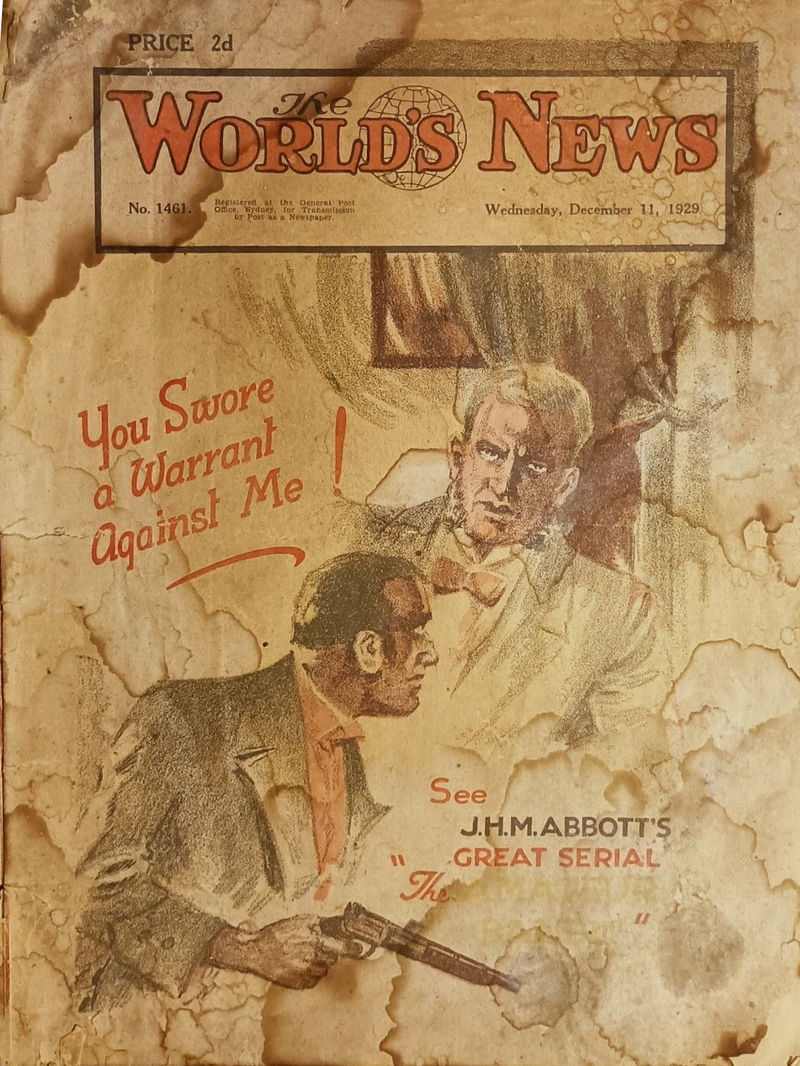 PRICE 2d
The
WORLD'S NEWS
No. 1461.
Registered at the General Post
Office, Sydney, for Transmission
by Post as a Newspaper.
Wednesday, December 11, 1929
You Swore
a Warrant
Against Me !
See
J.H.M. ABBOTT'S
GREAT SERIAL
"The
"